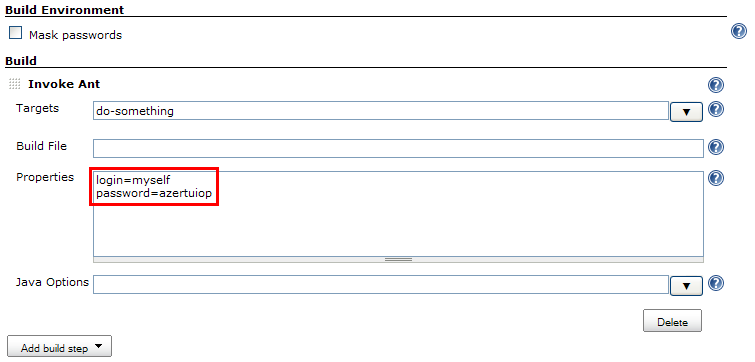 Build Environment
Mask passwords
?
Build
Invoke Ant
?
Targets do-something
?
Build File
?
Properties login=myself
password=azertuiop
?
Java Options
?
Delete
Add build step